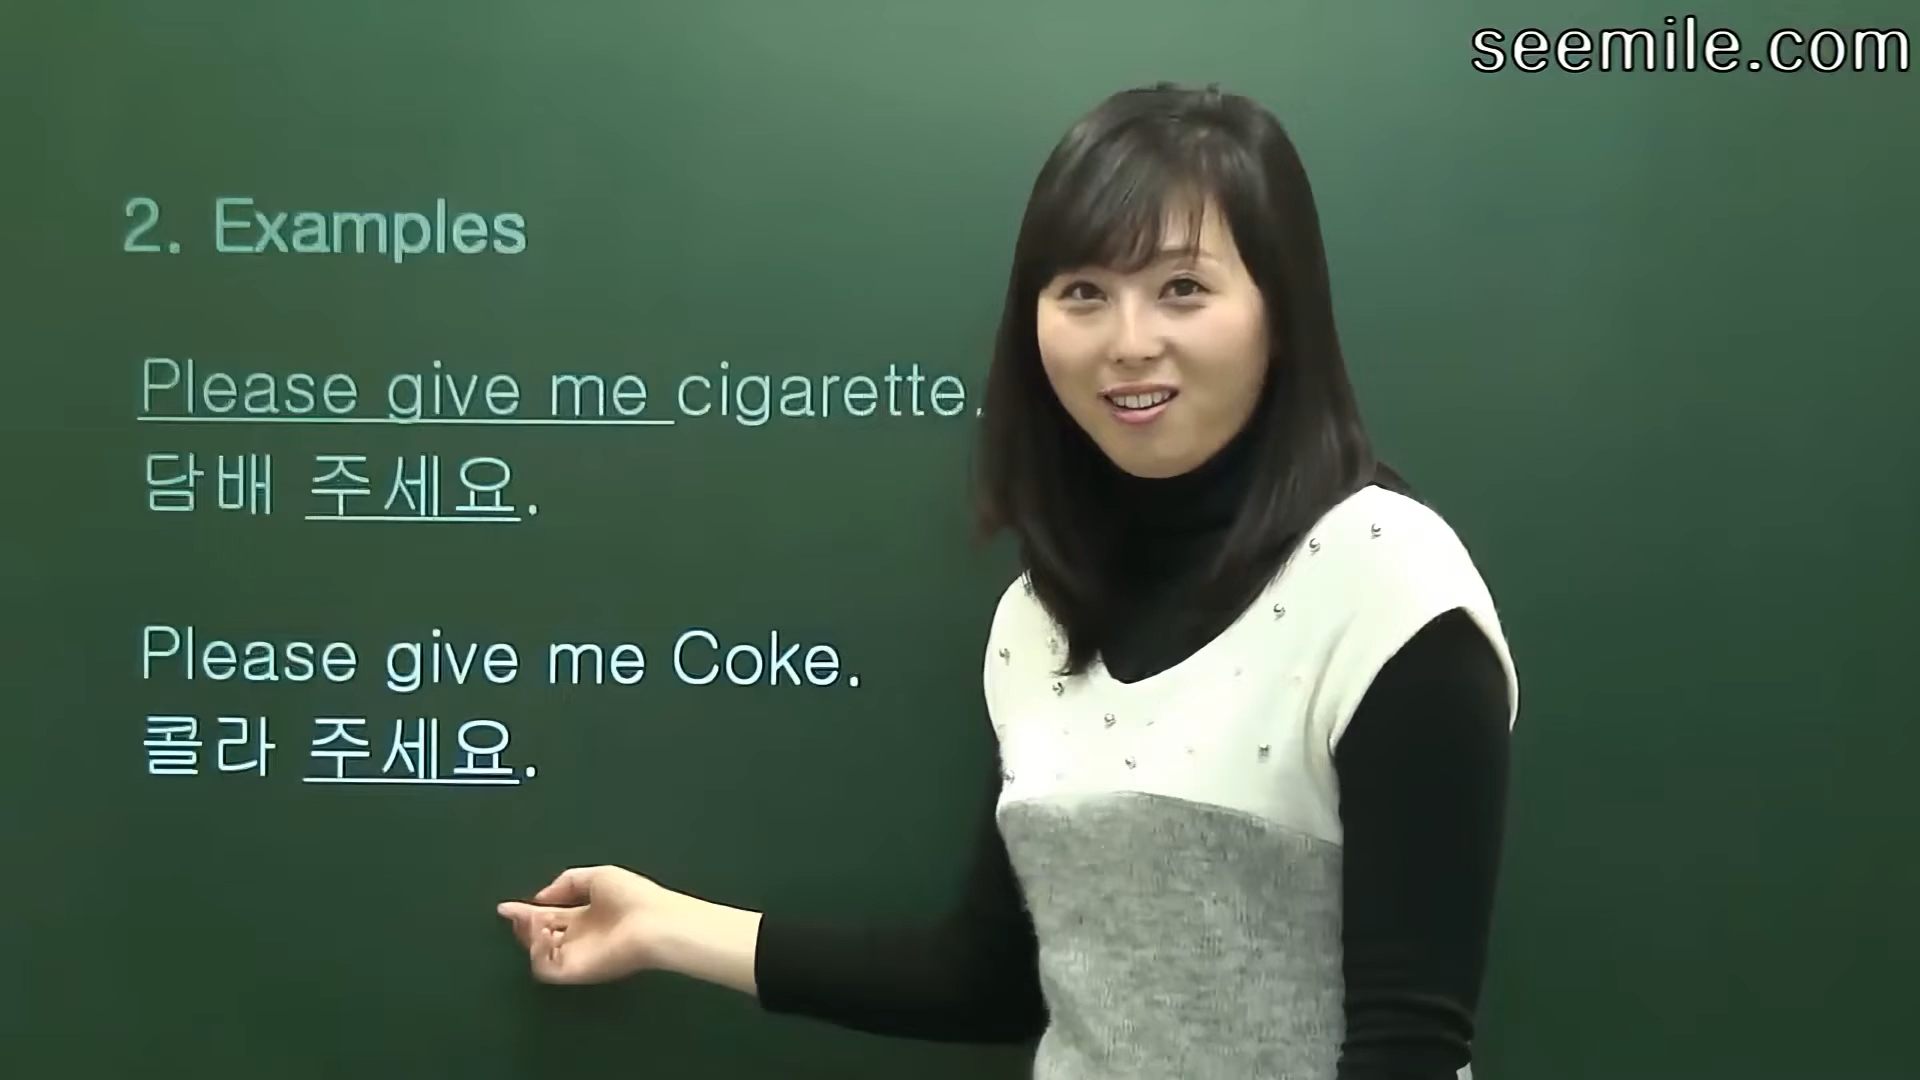 seemile.com
2. Examples
Please give me cigarette.
담배 주세요.
Please give me Coke.
콜라 주세요.